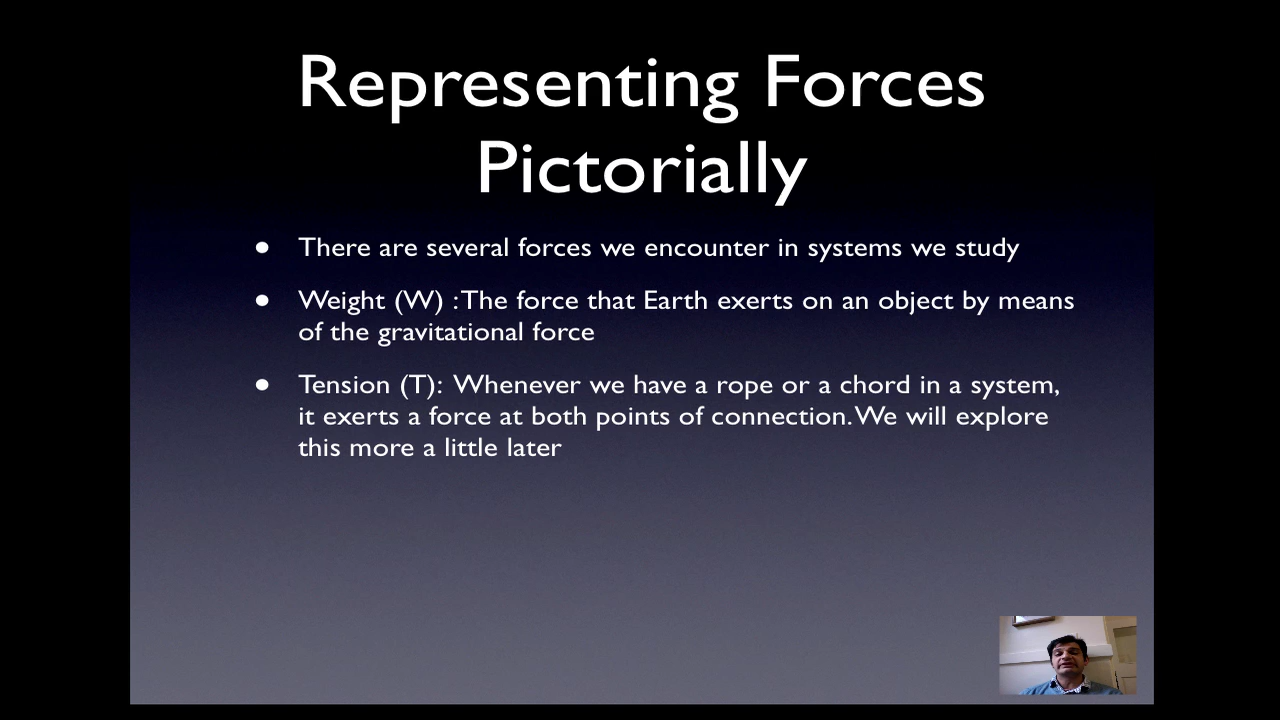 Representing Forces
Pictorially
• There are several forces we encounter in systems we study
• Weight (W) : The force that Earth exerts on an object by means
of the gravitational force
• Tension (T): Whenever we have a rope or a chord in a system,
it exerts a force at both points of connection. We will explore
this more a little later